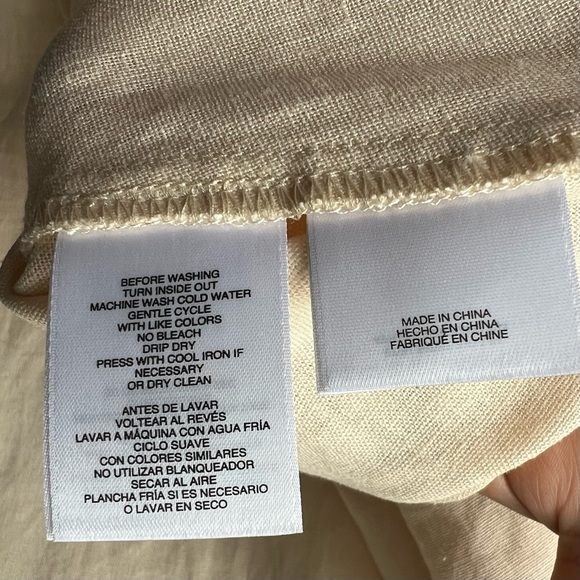 BEFORE WASHING
TURN INSIDE OUT
MACHINE WASH COLD WATER
GENTLE CYCLE
WITH LIKE COLORS
NO BLEACH
DRIP DRY
PRESS WITH COOL IRON IF
NECESSARY
OR DRY CLEAN
ANTES DE LAVAR
VOLTEAR AL REVÉS
LAVAR A MÁQUINA CON AGUA FRÍA
CICLO SUAVE
CON COLORES SIMILARES
NO UTILIZAR BLANQUEADOR
SECAR AL AIRE
PLANCHA FRÍA SI ES NECESARIO
O LAVAR EN SECO
MADE IN CHINA
HECHO EN CHINA
FABRIQUÉ EN CHINE